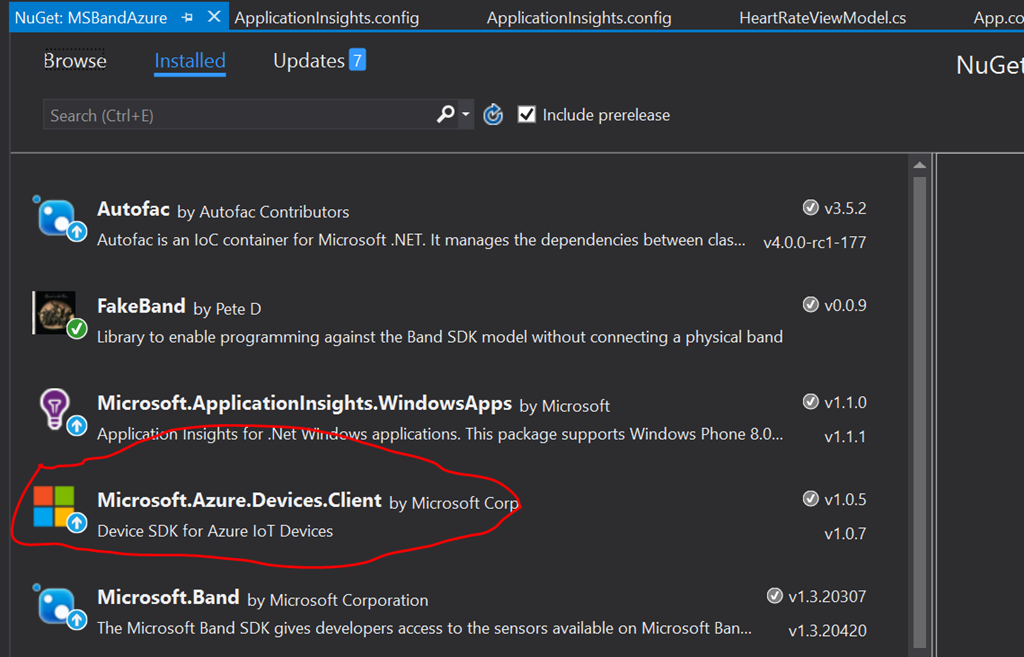 NuGet: MSBandAzure
ApplicationInsights.config
ApplicationInsights.config
HeartRateViewModel.cs
App.co
Browse
Installed
Updates 7
NuGet
Search (Ctrl+E)
Include prerelease
Autofac by Autofac Contributors
v3.5.2
Autofac is an IoC container for Microsoft .NET. It manages the dependencies between clas...
v4.0.0-rc1-177
FakeBand by Pete D
v0.0.9
Library to enable programming against the Band SDK model without connecting a physical band
Microsoft.ApplicationInsights.WindowsApps by Microsoft
v1.1.0
Application Insights for .Net Windows applications. This package supports Windows Phone 8.0...
v1.1.1
Microsoft.Azure.Devices.Client by Microsoft Corp
v1.0.5
Device SDK for Azure IoT Devices
v1.0.7
Microsoft.Band by Microsoft Corporation
v1.3.20307
The Microsoft Band SDK gives developers access to the sensors available on Microsoft Ban...
v1.3.20420